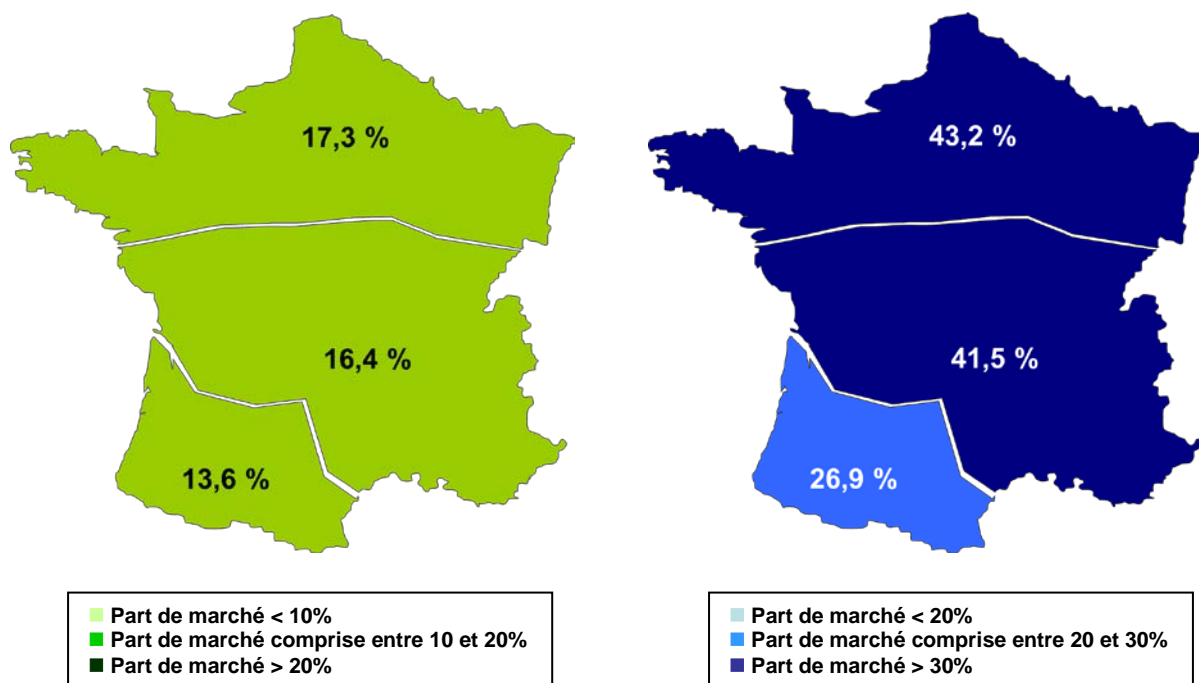 17,3 %
16,4 %
13,6 %
43,2 %
41,5 %
26,9 %
Part de marché < 10%
Part de marché comprise entre 10 et 20%
Part de marché > 20%
Part de marché < 20%
Part de marché comprise entre 20 et 30%
Part de marché > 30%